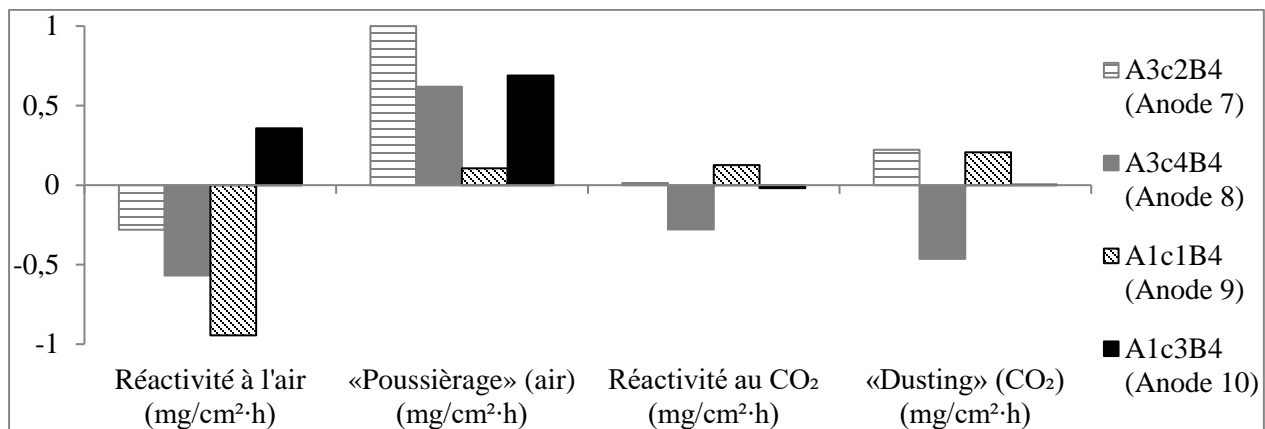 1
0,5
0
-0,5
-1
Réactivité à l'air
(mg/cm²·h)
«Poussièrage» (air)
(mg/cm²·h)
Réactivité au CO₂
(mg/cm²·h)
«Dusting» (CO₂)
(mg/cm²·h)
A3c2B4
(Anode 7)
A3c4B4
(Anode 8)
A1c1B4
(Anode 9)
A1c3B4
(Anode 10)